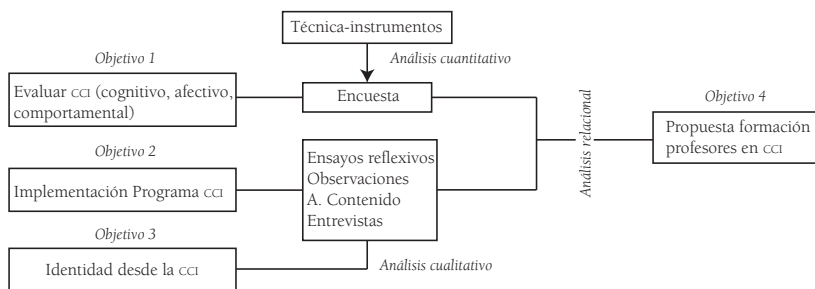 Técnica-instrumentos
Objetivo 1
Análisis cuantitativo
Evaluar CCI (cognitivo, afectivo,
comportamental)
Encuesta
Objetivo 2
Implementación Programa CCI
Ensayos reflexivos
Observaciones
A. Contenido
Entrevistas
Objetivo 3
Identidad desde la CCI
Análisis cualitativo
Análisis relacional
Objetivo 4
Propuesta formación
profesores en CCI